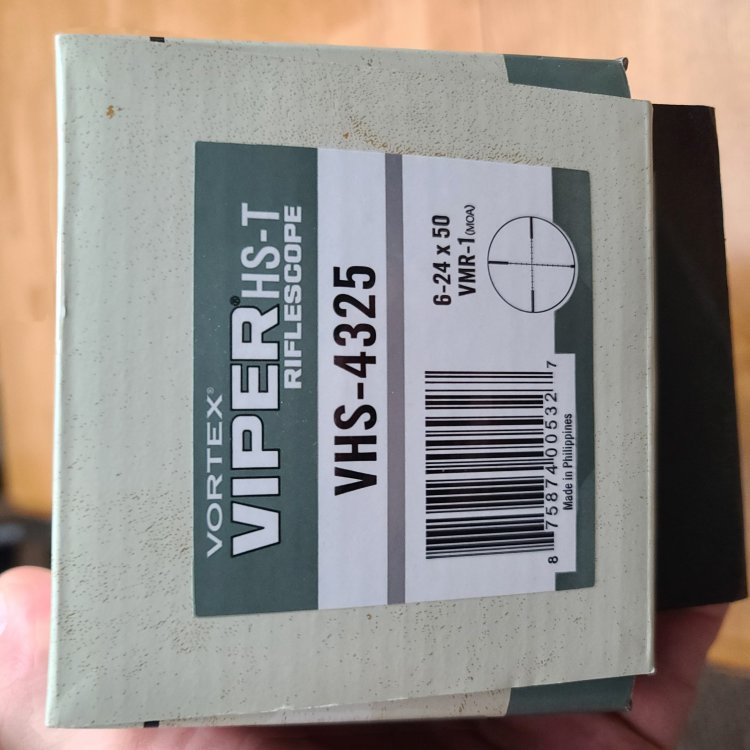 VORTEX®
VIPER® HS-T
RIFLESCOPE
VHS-4325
6-24 x 50
VMR-1 (MOA)
8 75874 00532 7
Made in Philippines